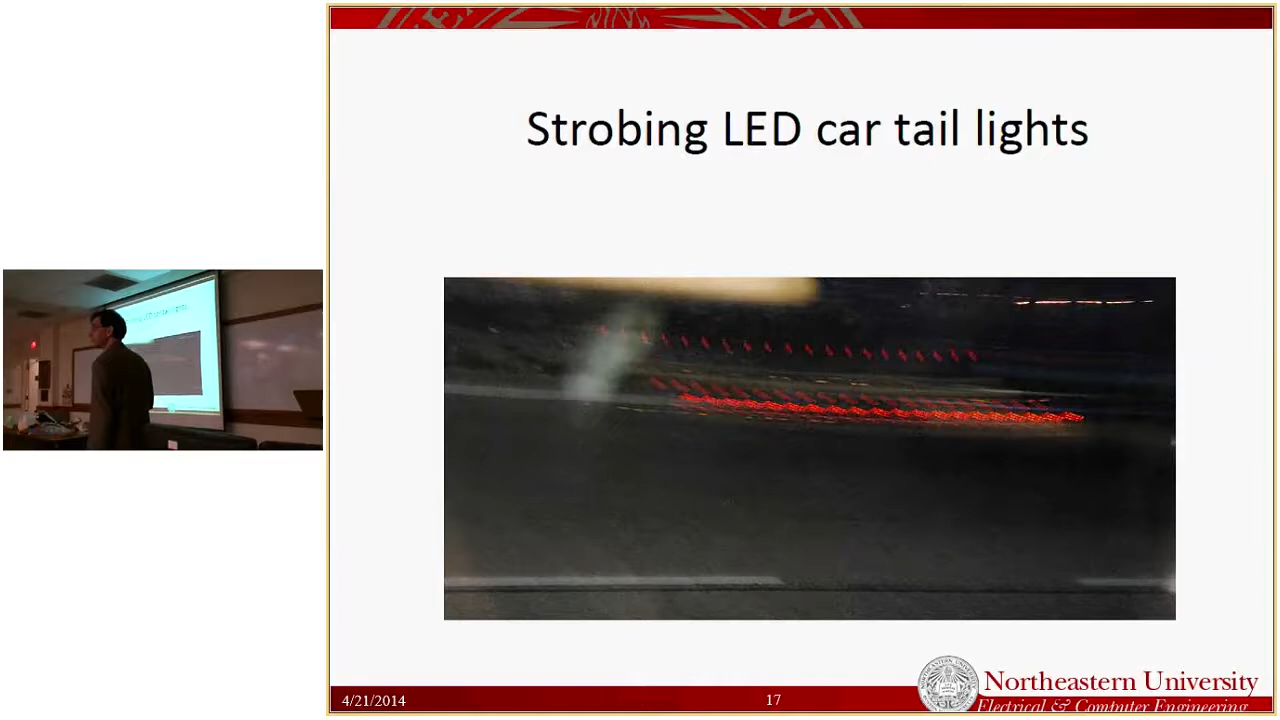 Strobing LED car tail lights
4/21/2014
17
Northeastern University
Electrical & Computer Engineering